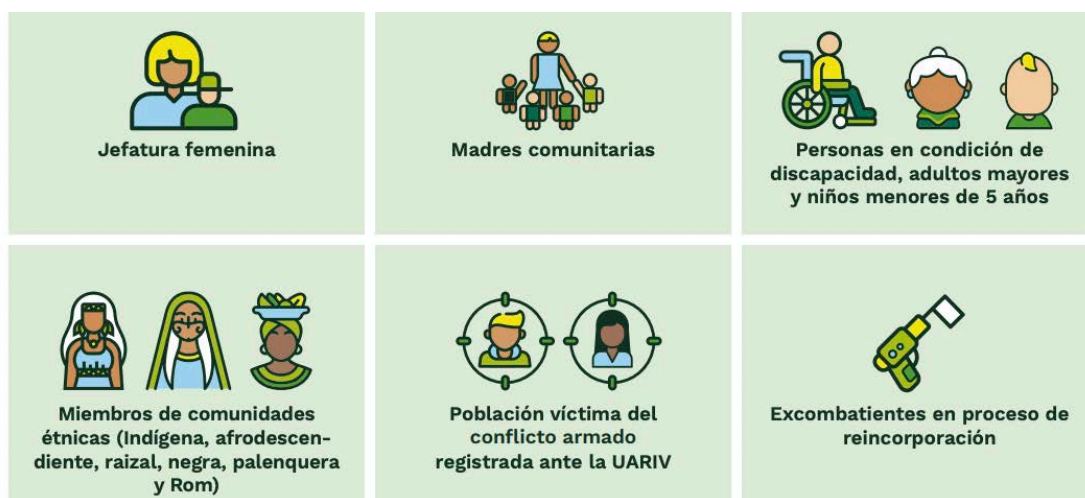 Jefatura femenina
Madres comunitarias
Personas en condición de
discapacidad, adultos mayores
y niños menores de 5 años
Miembros de comunidades
étnicas (Indígena, afrodescen-
diente, raizal, negra, palenquera
y Rom)
Población víctima del
conflicto armado
registrada ante la UARIV
Excombatientes en proceso de
reincorporación